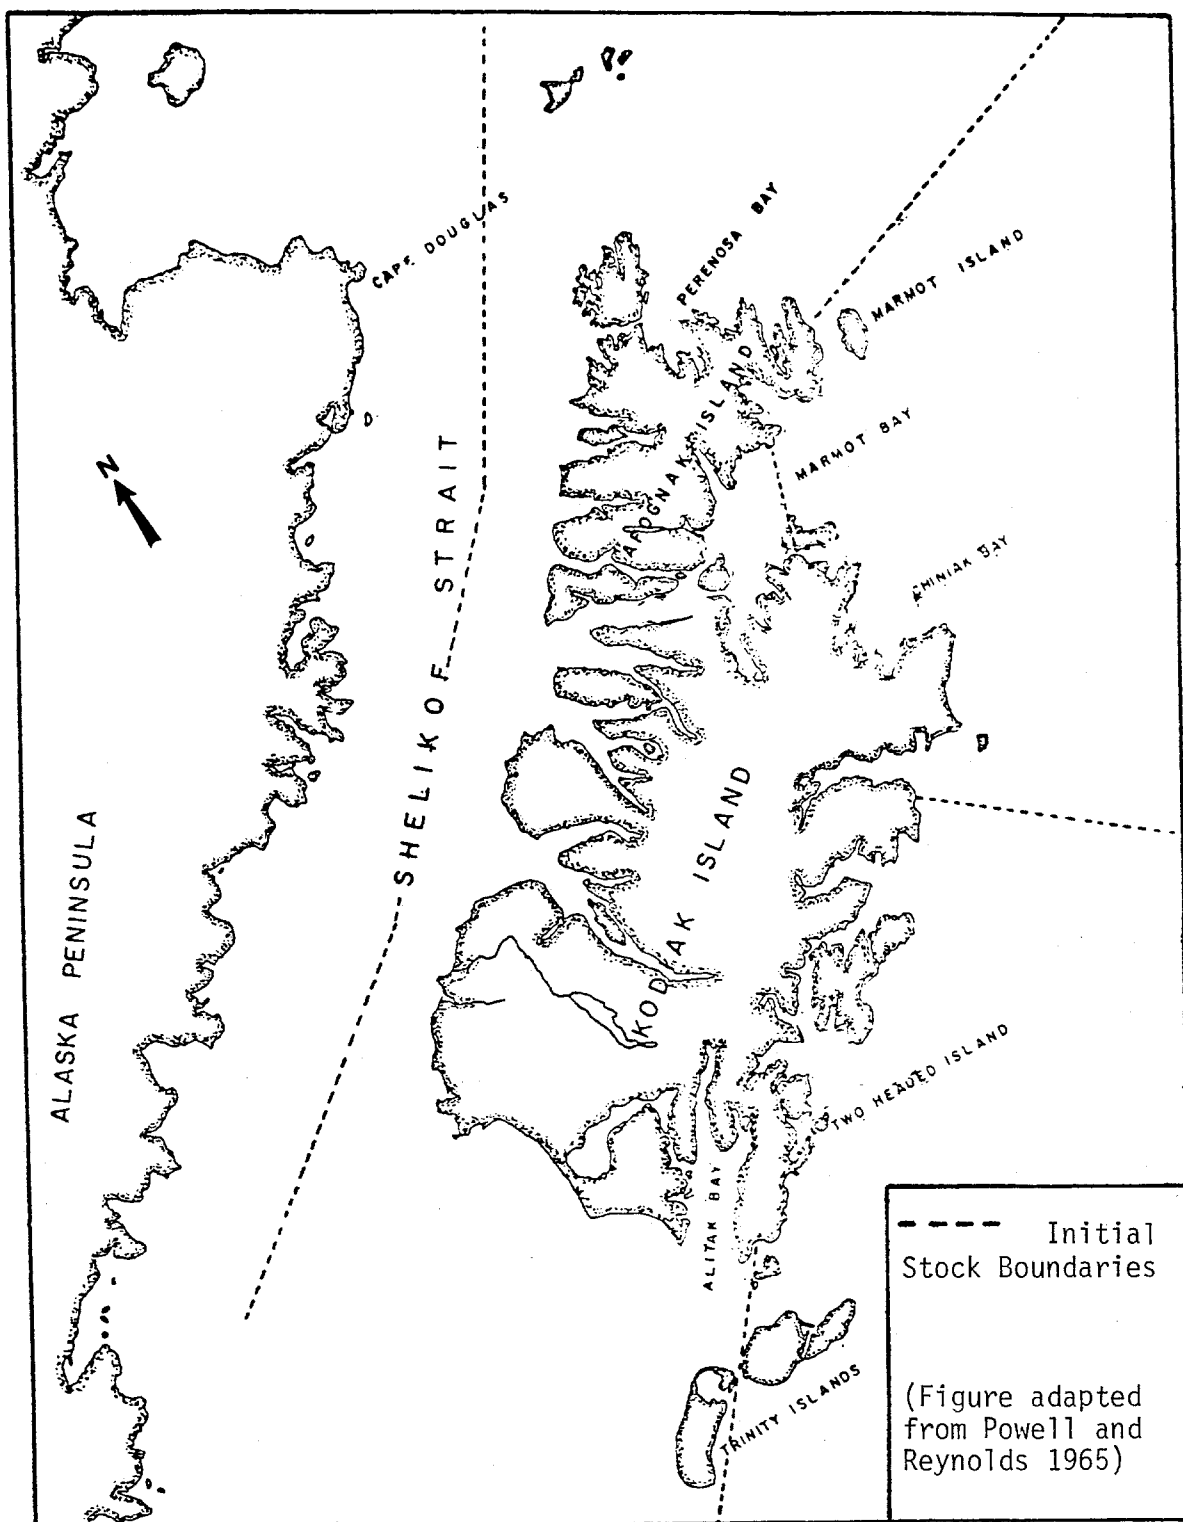 CAPE DOUGLAS
PERENOSA BAY
MARMOT ISLAND
AFOGNAK ISLAND
MARMOT BAY
N
SHELIKOF STRAIT
CHINIAK BAY
KODIAK ISLAND
ALASKA PENINSULA
TWO HEADED ISLAND
ALITAK BAY
TRINITY ISLANDS
Initial
Stock Boundaries
(Figure adapted
from Powell and
Reynolds 1965)